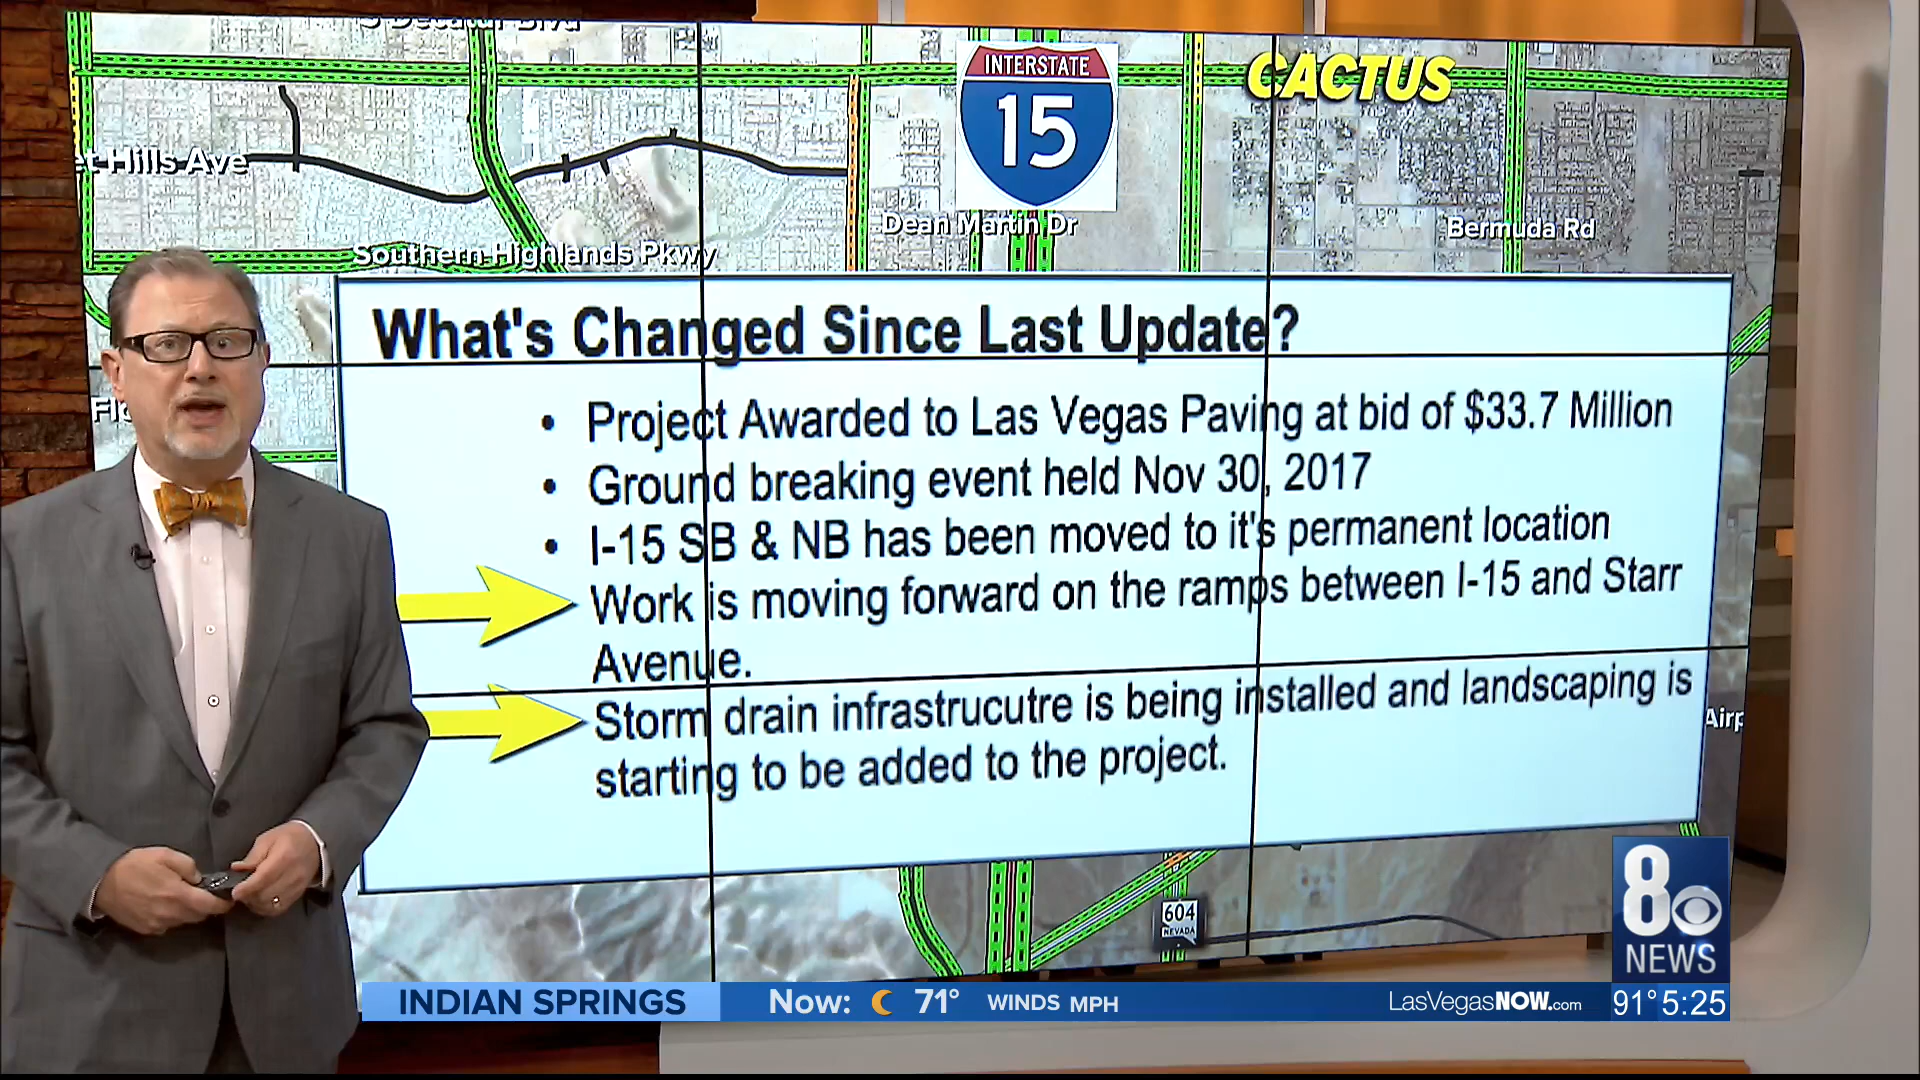 S Decatur Blvd
INTERSTATE
15
CACTUS
et Hills Ave
Dean Martin Dr
Bermuda Rd
Southern Highlands Pkwy
What's Changed Since Last Update?
• Project Awarded to Las Vegas Paving at bid of $33.7 Million
• Ground breaking event held Nov 30, 2017
• I-15 SB & NB has been moved to it's permanent location
Work is moving forward on the ramps between I-15 and Starr
Avenue.
Storm drain infrastrucutre is being installed and landscaping is
starting to be added to the project.
Airp
604
NEVADA
8
NEWS
INDIAN SPRINGS Now: 71° WINDS MPH LasVegasNOW.com 91° 5:25